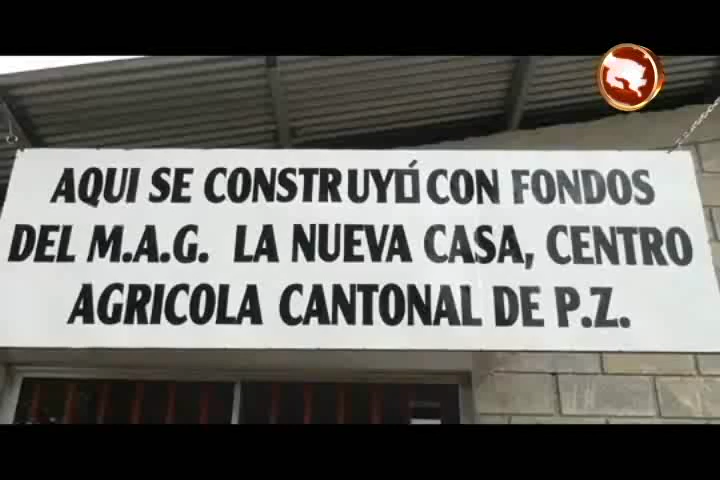 AQUI SE CONSTRUYÓ CON FONDOS
DEL M.A.G. LA NUEVA CASA, CENTRO
AGRICOLA CANTONAL DE P.Z.